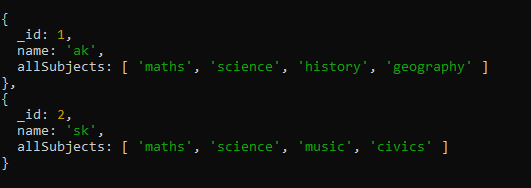 {
  _id: 1,
  name: 'ak',
  allSubjects: [ 'maths', 'science', 'history', 'geography' ]
},
{
  _id: 2,
  name: 'sk',
  allSubjects: [ 'maths', 'science', 'music', 'civics' ]
}